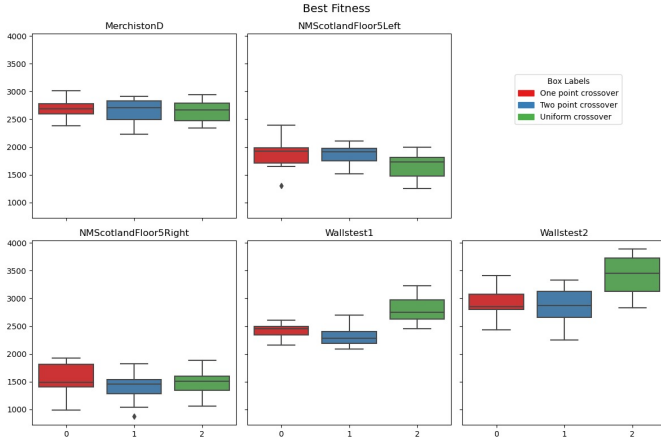 Best Fitness
MerchistonD
NMScotlandFloor5Left
4000
3500
3000
2500
2000
1500
1000
Box Labels
One point crossover
Two point crossover
Uniform crossover
NMScotlandFloor5Right
Wallstest1
Wallstest2
4000
3500
3000
2500
2000
1500
1000
0 1 2
0 1 2
0 1 2